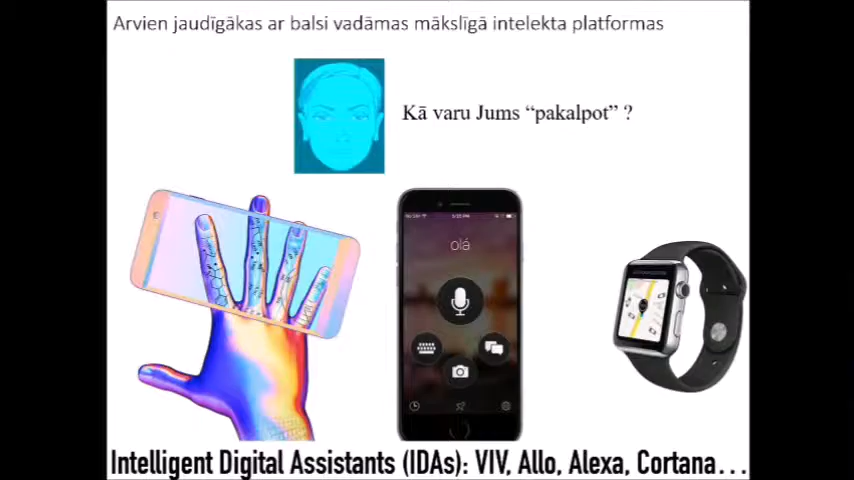 Arvien jaudīgākas ar balsi vadāmas mākslīgā intelekta platformas
Kā varu Jums “pakalpot” ?
olá
Intelligent Digital Assistants (IDAs): VIV, Allo, Alexa, Cortana...